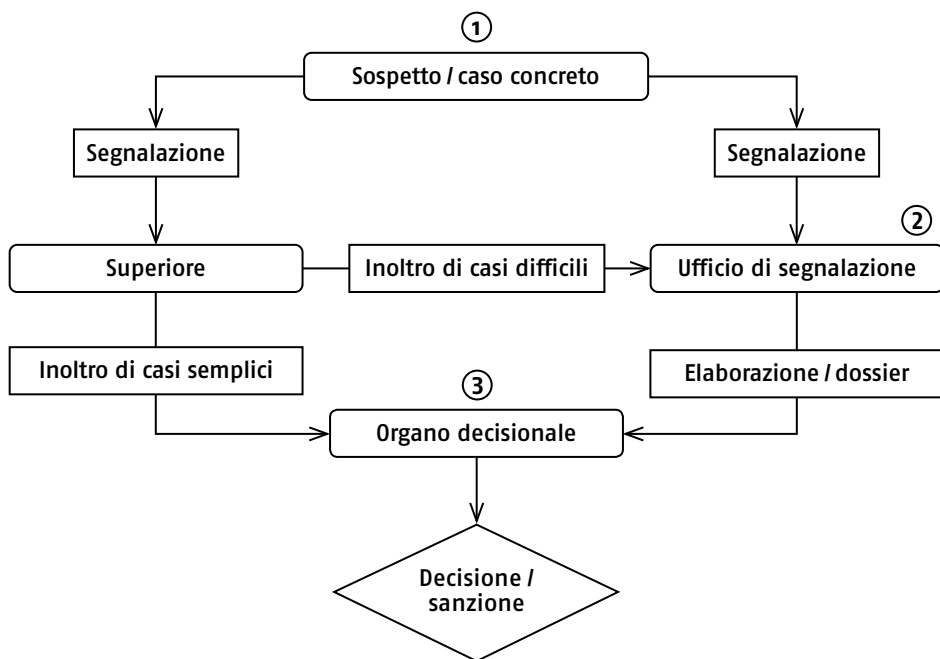 1
Sospetto / caso concreto
Segnalazione
Segnalazione
2
Superiore
Inoltro di casi difficili
Ufficio di segnalazione
Inoltro di casi semplici
Elaborazione / dossier
3
Organo decisionale
Decisione /
sanzione